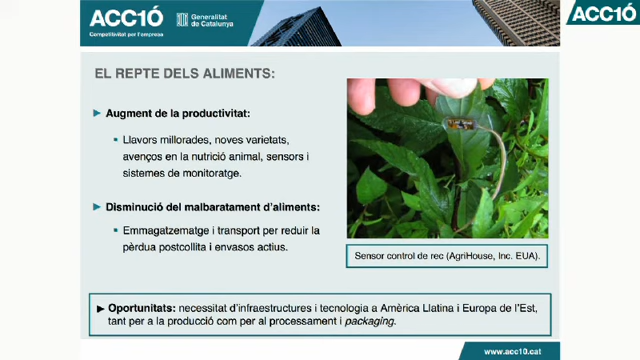 ACC1Ó
Competitivitat per l'empresa
Generalitat
de Catalunya
ACC1Ó
EL REPTE DELS ALIMENTS:
Augment de la productivitat:
Llavors millorades, noves varietats,
avenços en la nutrició animal, sensors i
sistemes de monitoratge.
Disminució del malbaratament d'aliments:
Emmagatzematge i transport per reduir la
pèrdua postcollita i envasos actius.
Sensor control de rec (AgriHouse, Inc. EUA).
Oportunitats: necessitat d'infraestructures i tecnologia a Amèrica Llatina i Europa de l'Est,
tant per a la producció com per al processament i packaging.
www.acc10.cat